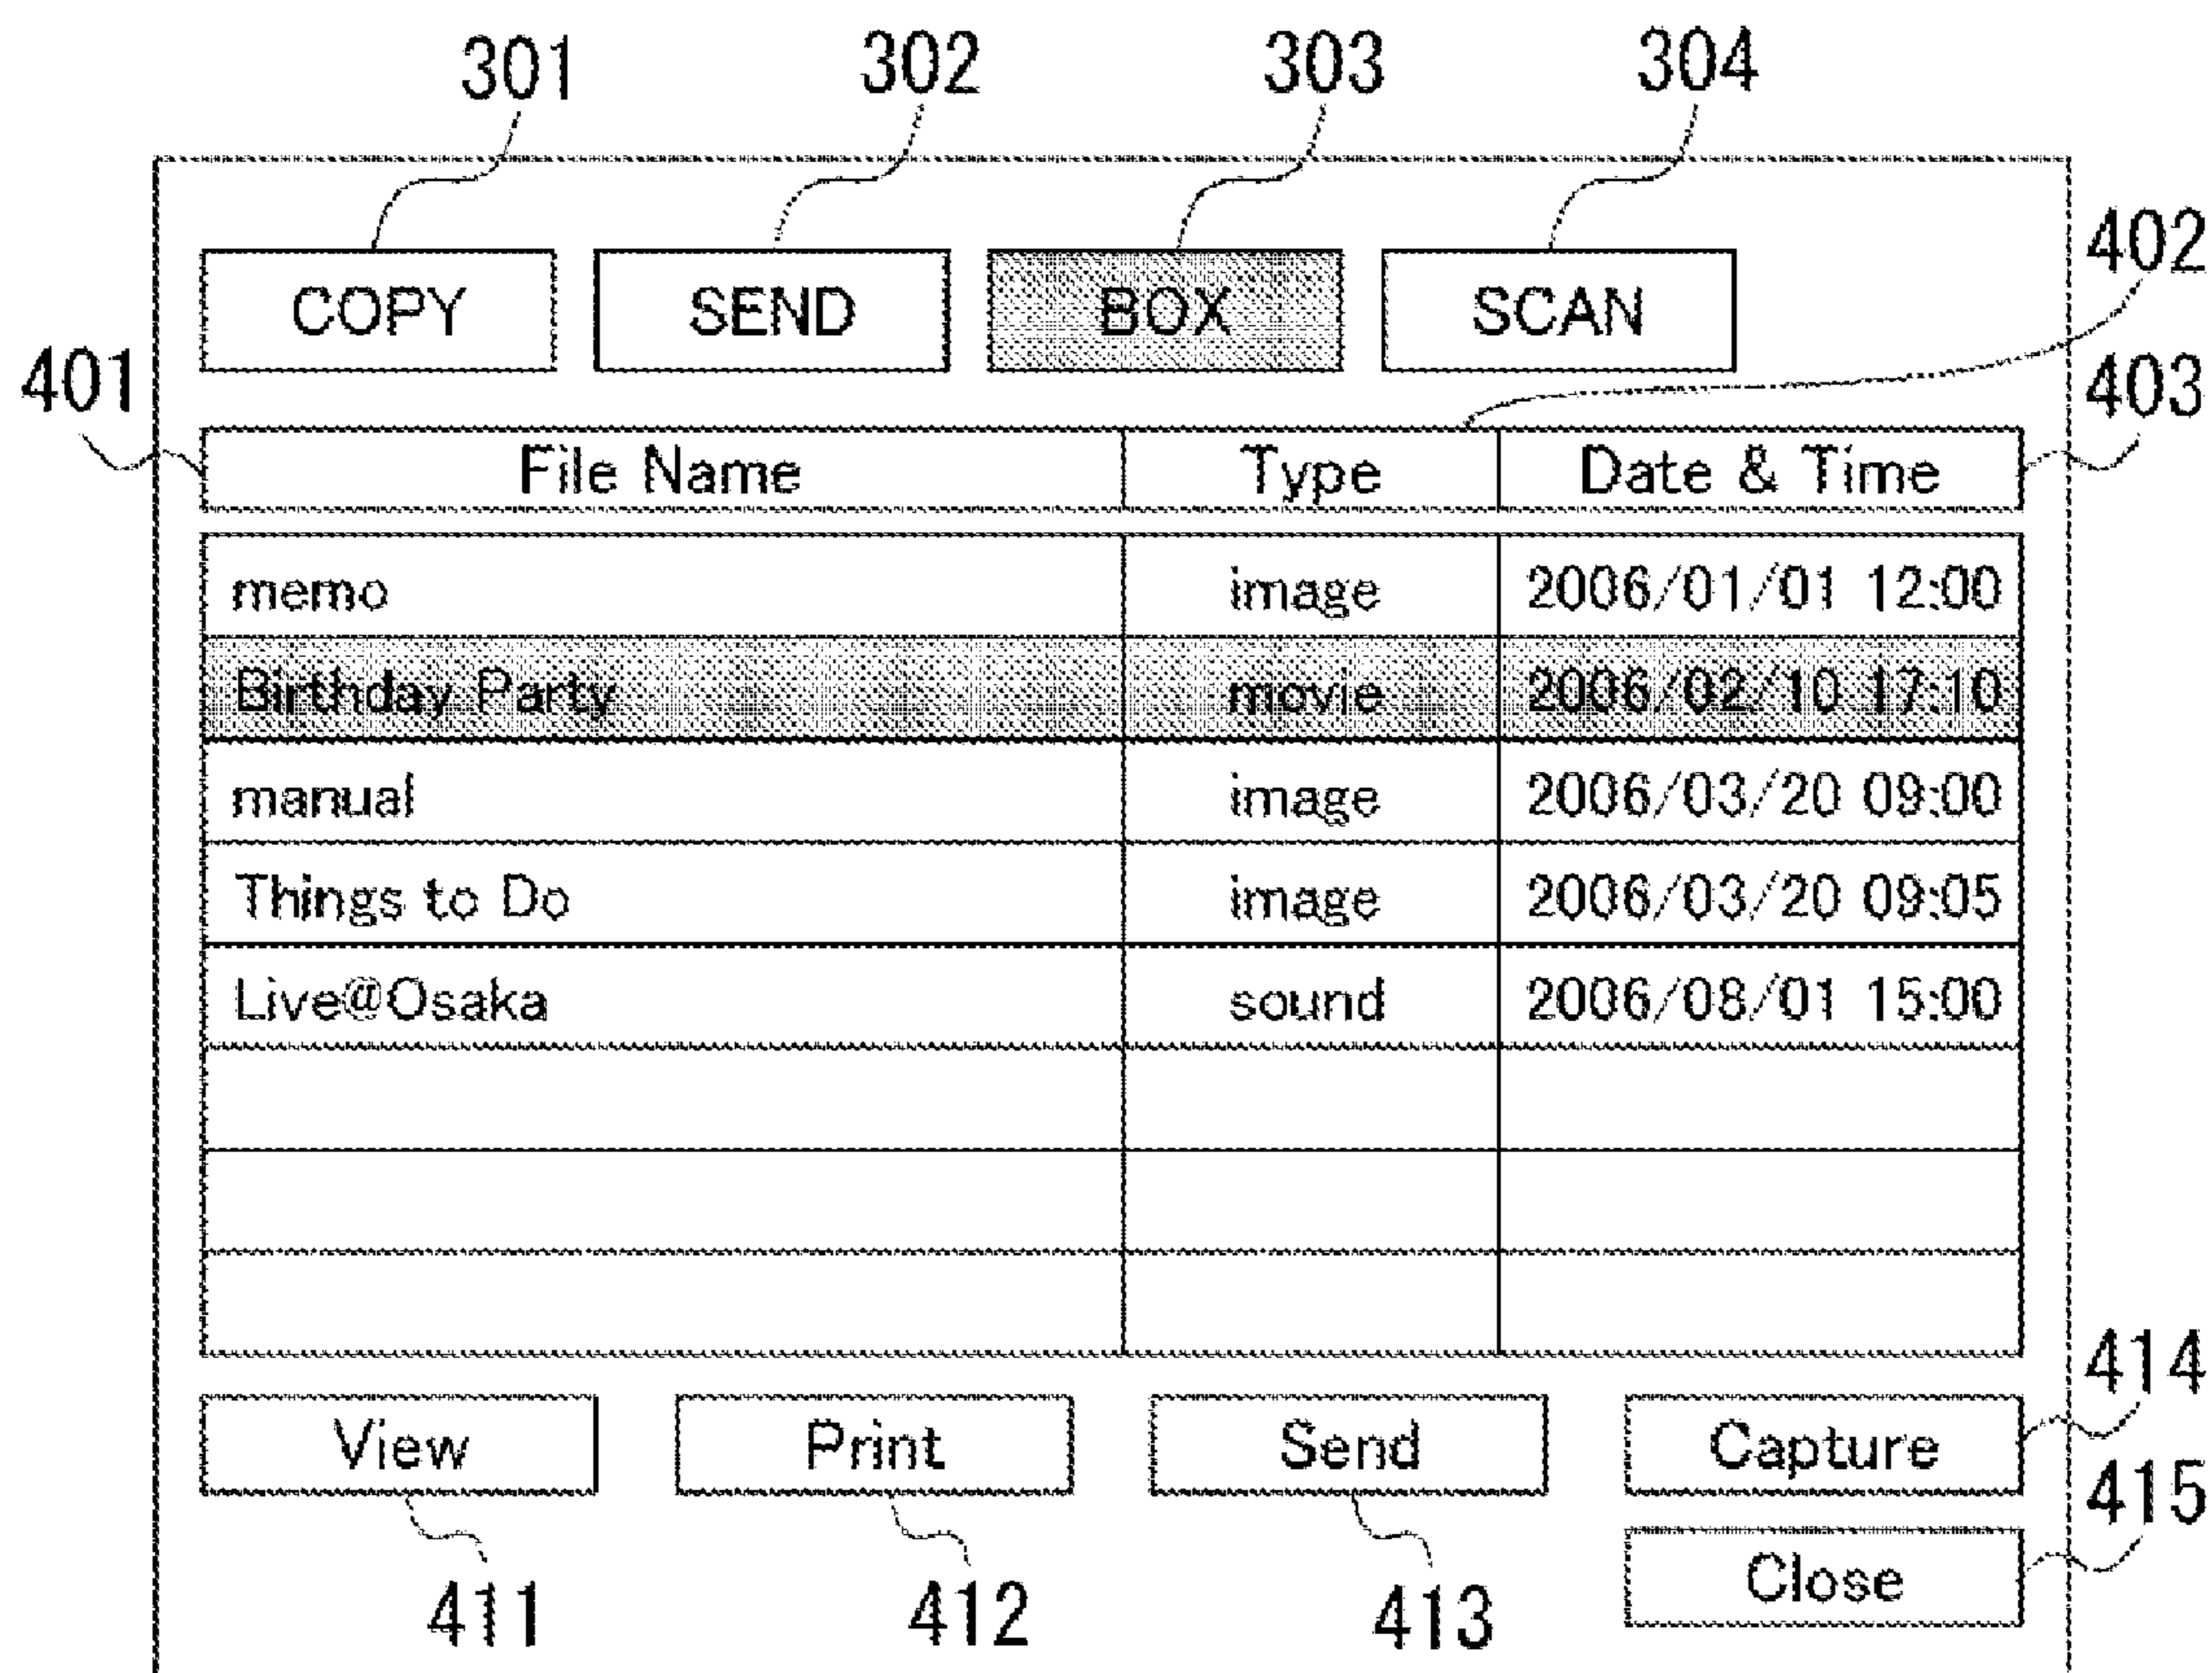 301 302 303 304
COPY SEND BOX SCAN
402
401
403
File Name Type Date & Time
memo image 2006/01/01 12:00
Birthday Party movie 2006/02/10 17:10
manual image 2006/03/20 09:00
Things to Do image 2006/03/20 09:05
Live@Osaka sound 2006/08/01 15:00
414
View Print Send Capture
415
Close
411 412 413